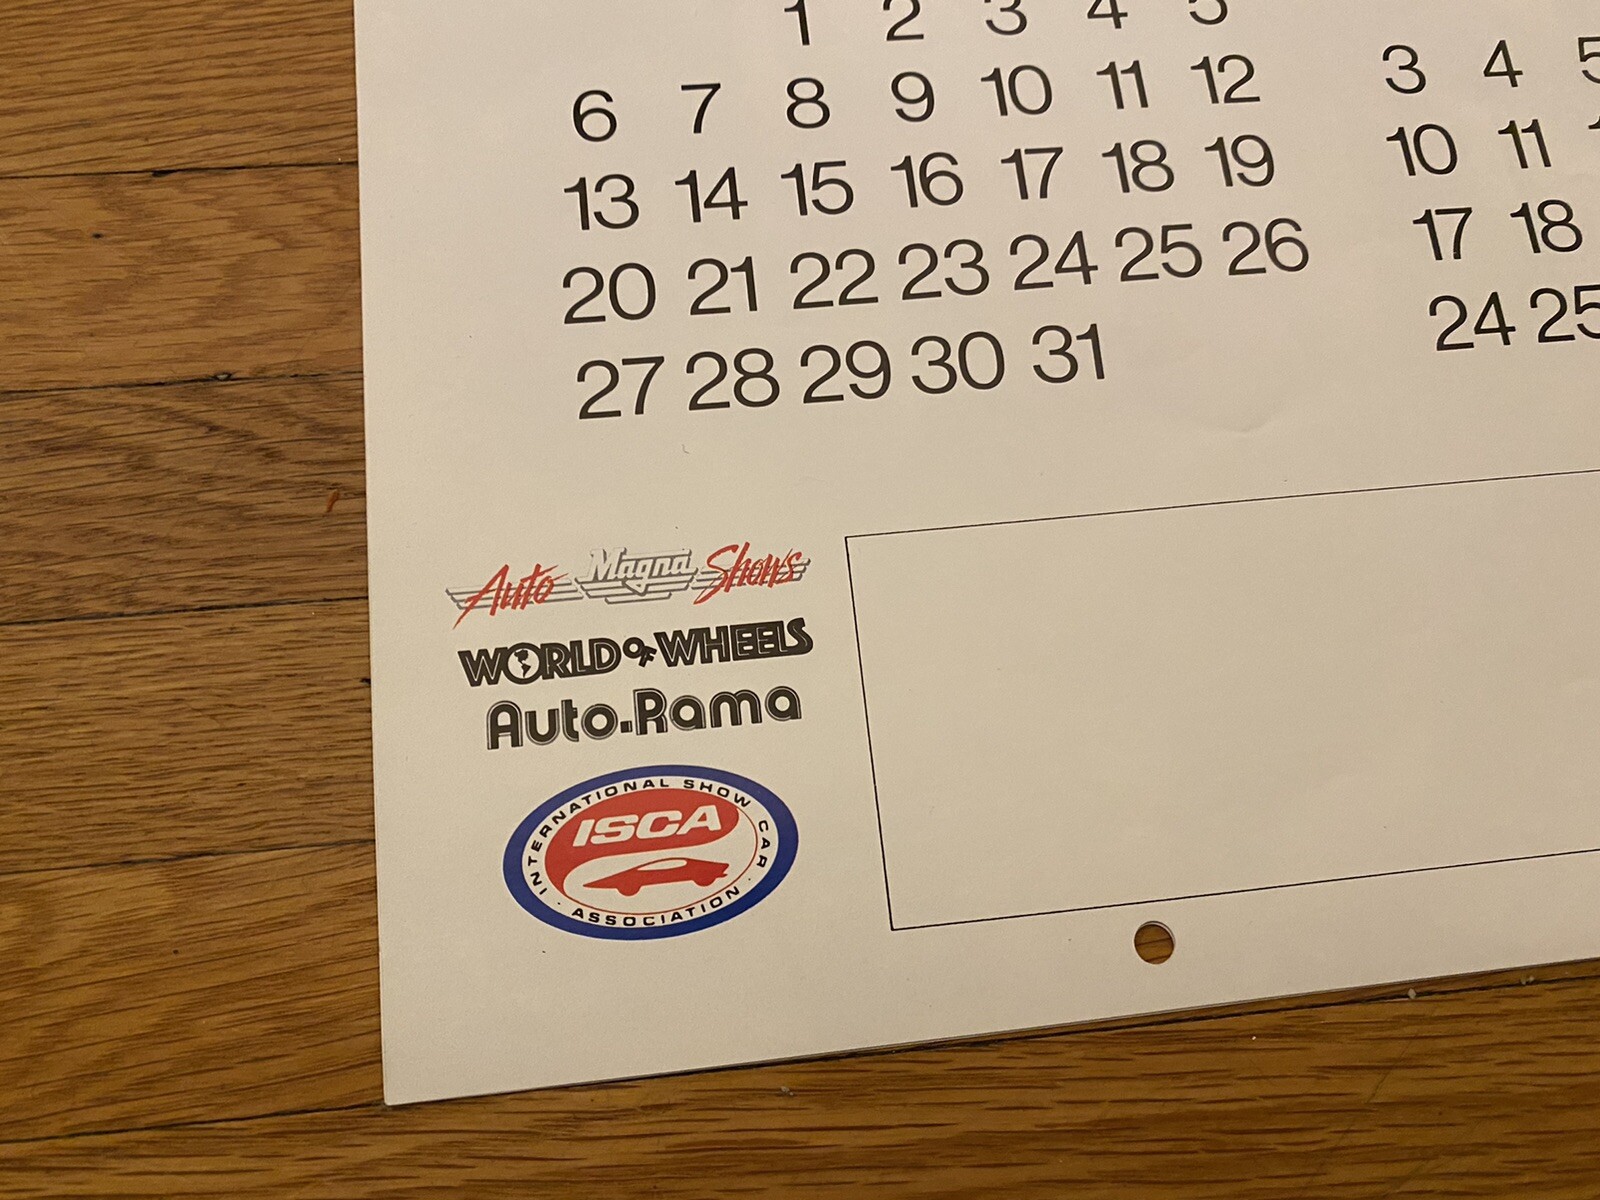 1 2 3 4 5
6 7 8 9 10 11 12
13 14 15 16 17 18 19
20 21 22 23 24 25 26
27 28 29 30 31
3 4 5
10 11
17 18
24 25
Auto Magna Shows
WORLD OF WHEELS
Auto.Rama
INTERNATIONAL SHOW CAR
ISCA
· ASSOCIATION ·